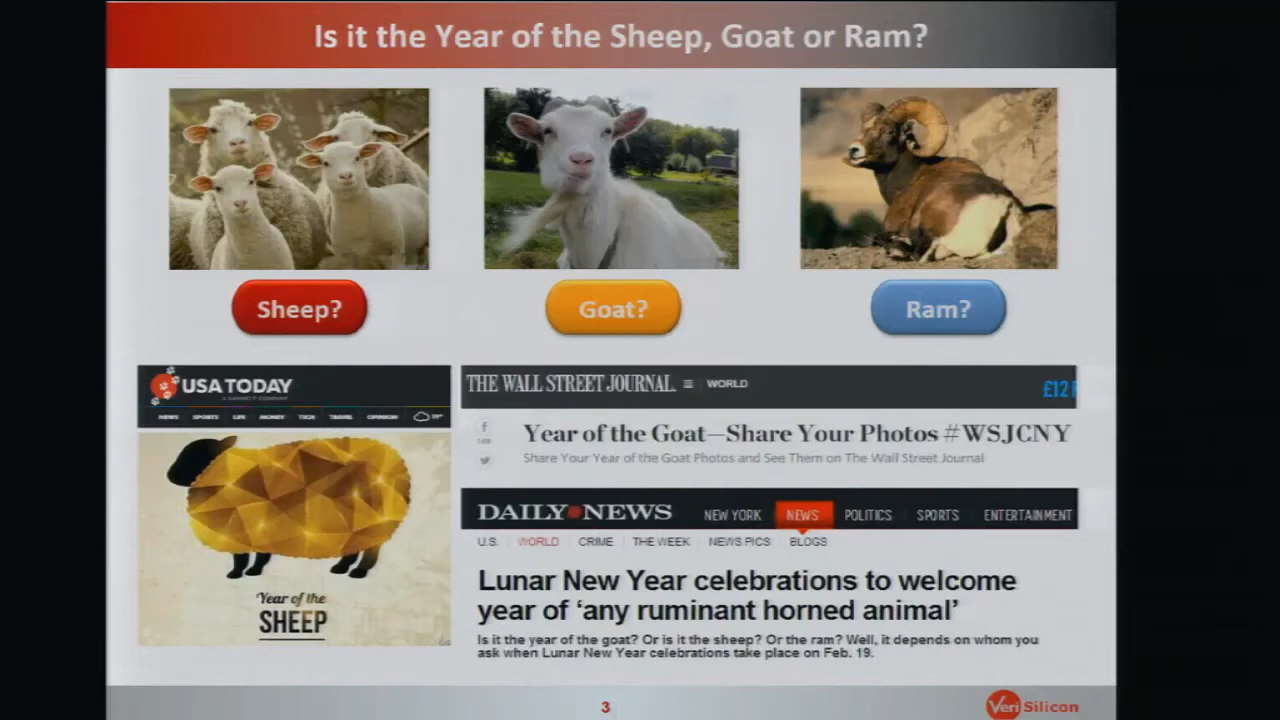 Is it the Year of the Sheep, Goat or Ram?
Sheep?
Goat?
Ram?
USA TODAY
A GANNETT COMPANY
NEWS SPORTS LIFE MONEY TECH TRAVEL OPINION
Year of the
SHEEP
THE WALL STREET JOURNAL. ≡ WORLD
£12
Year of the Goat—Share Your Photos #WSJCNY
Share Your Year of the Goat Photos and See Them on The Wall Street Journal
DAILY NEWS
NEW YORK NEWS POLITICS SPORTS ENTERTAINMENT
U.S. WORLD CRIME THE WEEK NEWS PICS BLOGS
Lunar New Year celebrations to welcome
year of ‘any ruminant horned animal’
Is it the year of the goat? Or is it the sheep? Or the ram? Well, it depends on whom you
ask when Lunar New Year celebrations take place on Feb. 19.
3
VeriSilicon